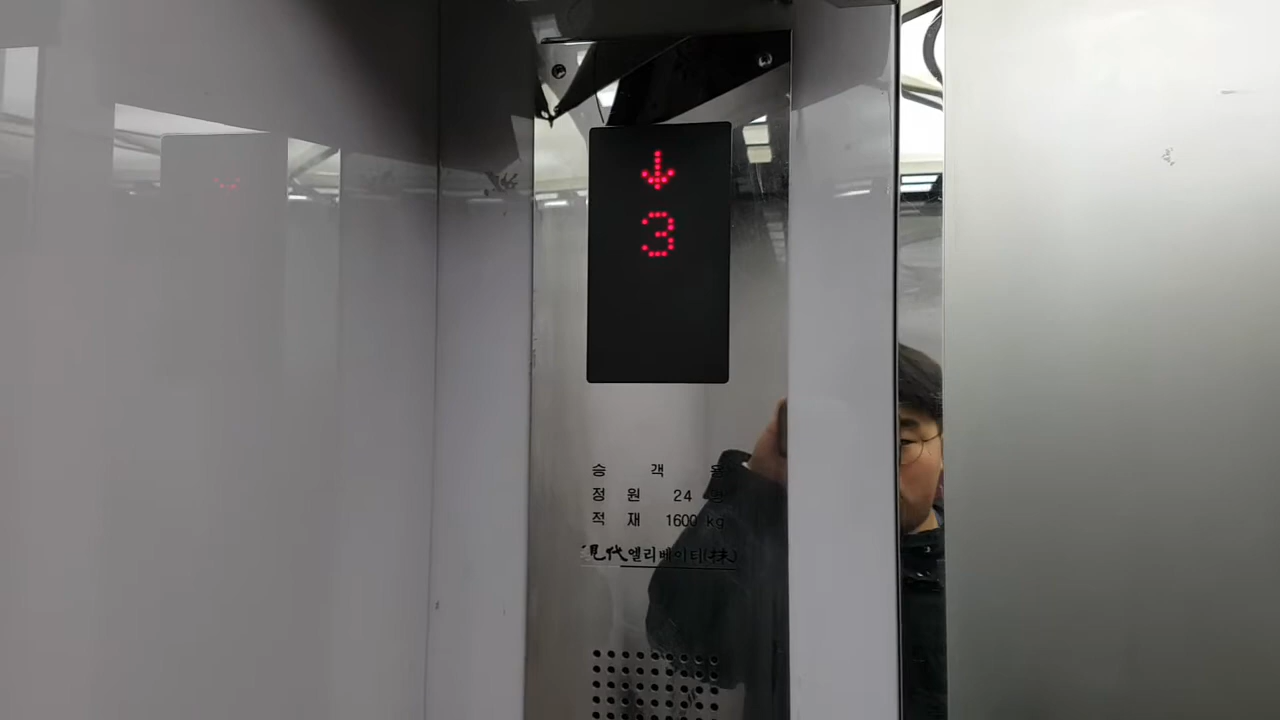 ↓
3
승 객 용
정 원 24 명
적 재 1600 kg
現代엘리베이터(株)